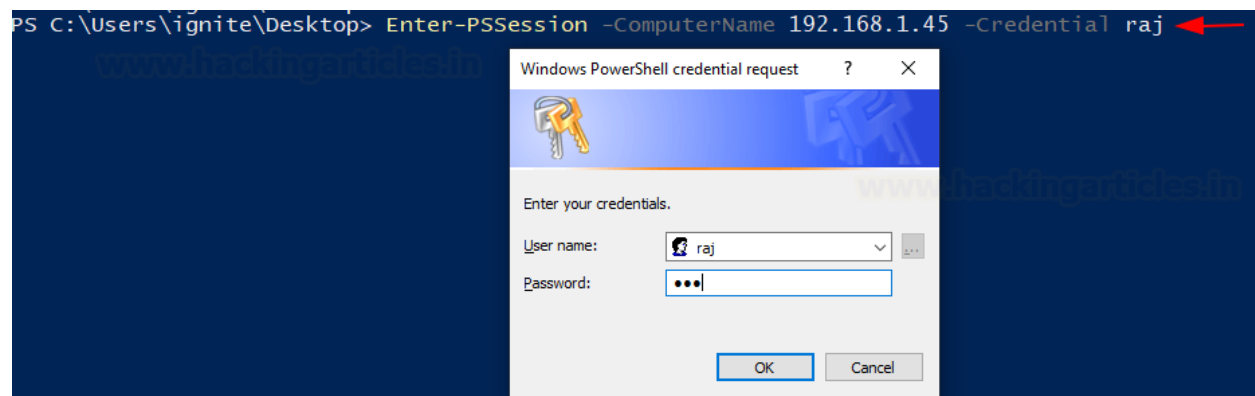 PS C:\Users\ignite\Desktop> Enter-PSSession -ComputerName 192.168.1.45 -Credential raj
www.hackingarticles.in
Windows PowerShell credential request ? ×
www.hackingarticles.in
Enter your credentials.
User name: raj ...
Password: ●●●
OK Cancel